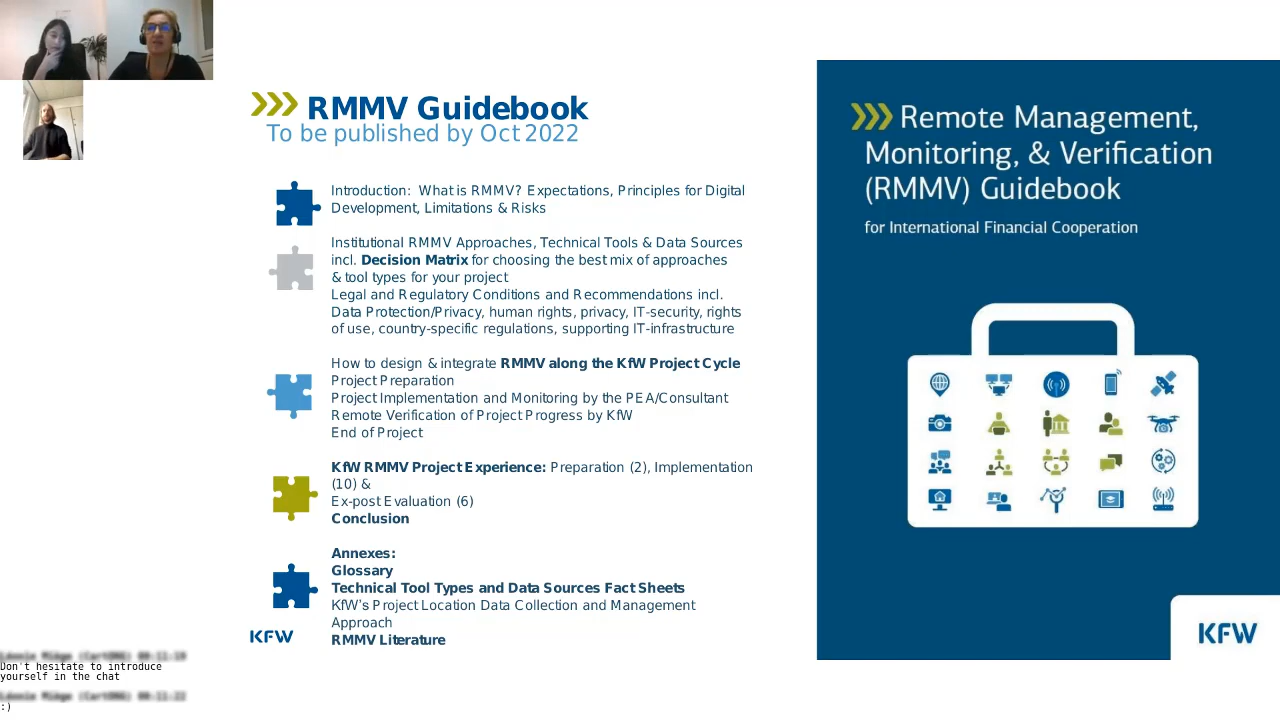 RMMV Guidebook
To be published by Oct 2022
Introduction: What is RMMV? Expectations, Principles for Digital
Development, Limitations & Risks
Institutional RMMV Approaches, Technical Tools & Data Sources
incl. Decision Matrix for choosing the best mix of approaches
& tool types for your project
Legal and Regulatory Conditions and Recommendations incl.
Data Protection/Privacy, human rights, privacy, IT-security, rights
of use, country-specific regulations, supporting IT-infrastructure
How to design & integrate RMMV along the KfW Project Cycle
Project Preparation
Project Implementation and Monitoring by the PEA/Consultant
Remote Verification of Project Progress by KfW
End of Project
KfW RMMV Project Experience: Preparation (2), Implementation
(10) &
Ex-post Evaluation (6)
Conclusion
Annexes:
Glossary
Technical Tool Types and Data Sources Fact Sheets
KfW's Project Location Data Collection and Management
Approach
RMMV Literature
KFW
Remote Management,
Monitoring, & Verification
(RMMV) Guidebook
for International Financial Cooperation
KFW
Don't hesitate to introduce
yourself in the chat
:)